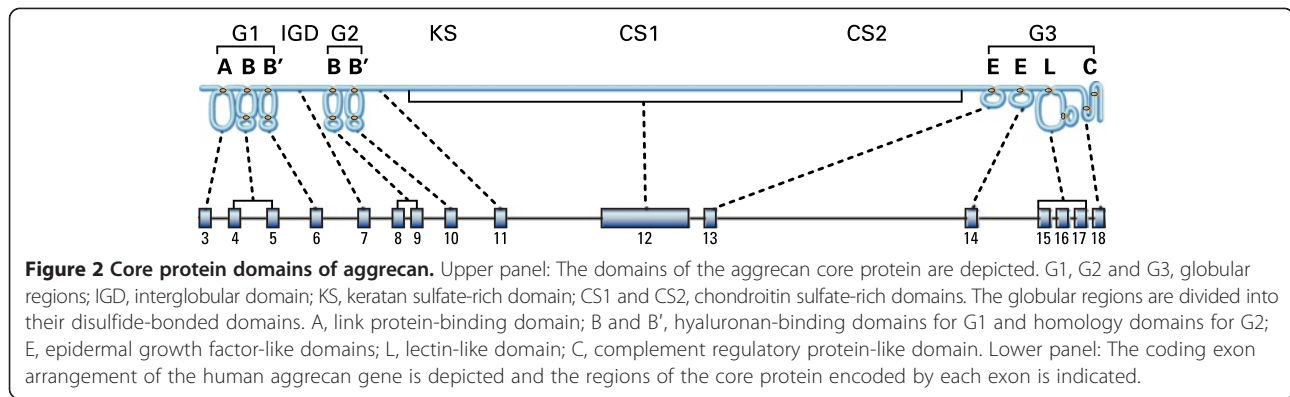 G1 IGD G2 KS CS1 CS2 G3
A B B′ B B′ E E L C
3 4 5 6 7 8 9 10 11 12 13 14 15 16 17 18
Figure 2 Core protein domains of aggrecan. Upper panel: The domains of the aggrecan core protein are depicted. G1, G2 and G3, globular
regions; IGD, interglobular domain; KS, keratan sulfate-rich domain; CS1 and CS2, chondroitin sulfate-rich domains. The globular regions are divided into
their disulfide-bonded domains. A, link protein-binding domain; B and B′, hyaluronan-binding domains for G1 and homology domains for G2;
E, epidermal growth factor-like domains; L, lectin-like domain; C, complement regulatory protein-like domain. Lower panel: The coding exon
arrangement of the human aggrecan gene is depicted and the regions of the core protein encoded by each exon is indicated.